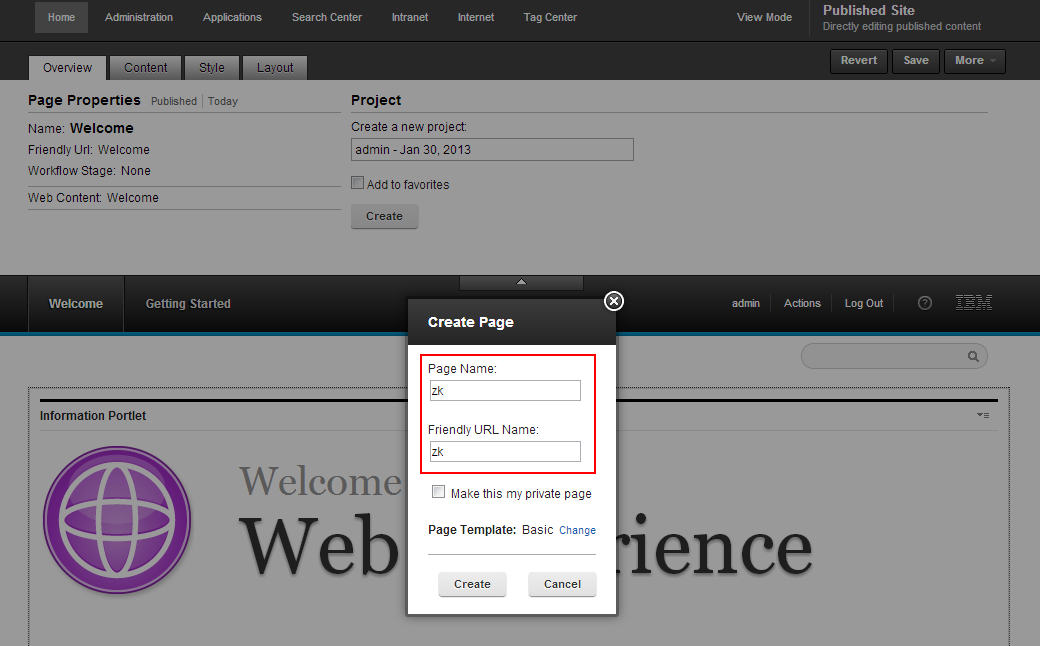 Home Administration Applications Search Center Intranet Internet Tag Center View Mode Published Site
Directly editing published content
Overview Content Style Layout Revert Save More
Page Properties Published Today Project
Name: Welcome Create a new project:
Friendly Url: Welcome admin - Jan 30, 2013
Workflow Stage: None
Add to favorites
Web Content: Welcome
Create
Welcome Getting Started admin Actions Log Out ? IBM
Create Page
Page Name:
zk
Information Portlet
Friendly URL Name:
zk
Welcome
Make this my private page
Page Template: Basic Change
Web rience
Create Cancel